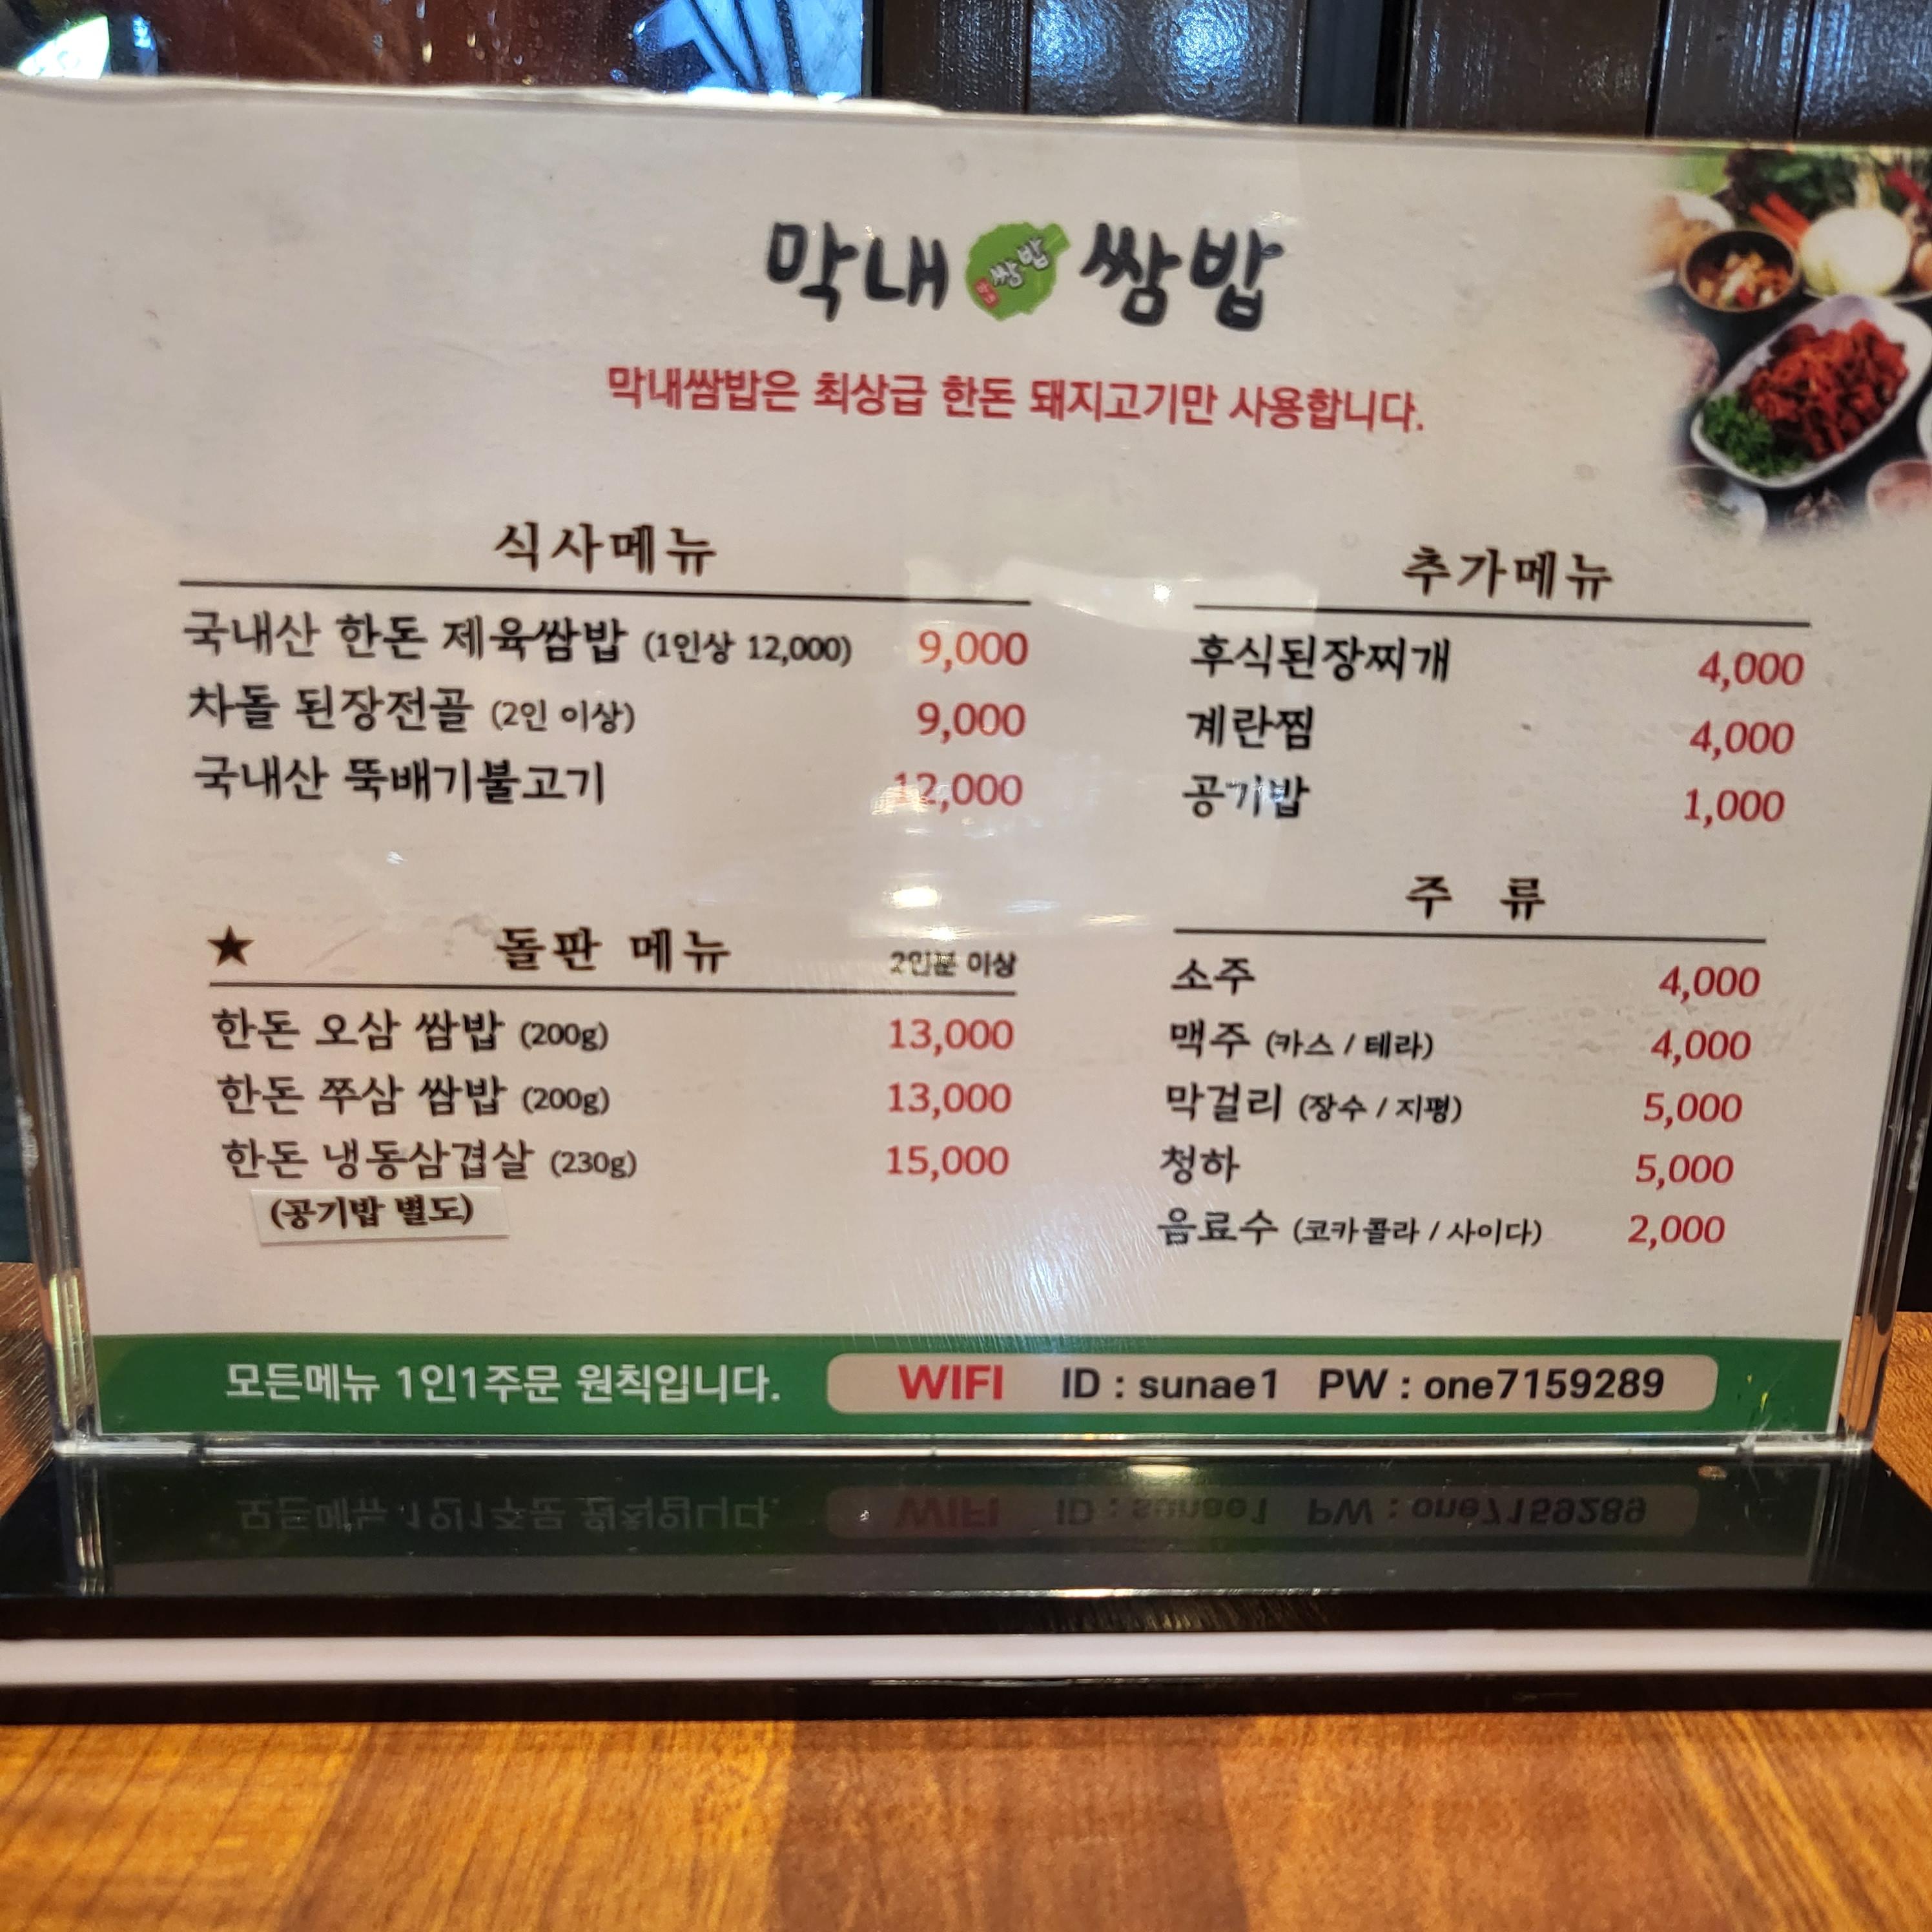 막내 쌈밥 쌈밥
막내쌈밥은 최상급 한돈 돼지고기만 사용합니다.
식사메뉴
국내산 한돈 제육쌈밥 (1인상 12,000) 9,000
차돌 된장전골 (2인 이상) 9,000
국내산 뚝배기불고기 12,000
★ 돌판 메뉴 2인분 이상
한돈 오삼 쌈밥 (200g) 13,000
한돈 쭈삼 쌈밥 (200g) 13,000
한돈 냉동삼겹살 (230g) 15,000
(공기밥 별도)
추가메뉴
후식된장찌개 4,000
계란찜 4,000
공기밥 1,000
주 류
소주 4,000
맥주 (카스 / 테라) 4,000
막걸리 (장수 / 지평) 5,000
청하 5,000
음료수 (코카콜라 / 사이다) 2,000
모든메뉴 1인1주문 원칙입니다. WIFI ID : sunae1 PW : one7159289